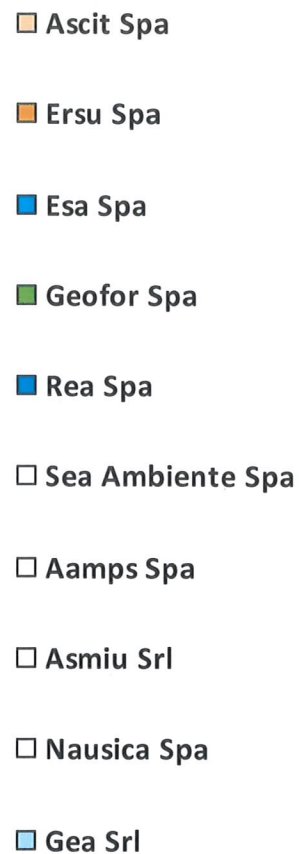 Ascit Spa
Ersu Spa
Esa Spa
Geofor Spa
Rea Spa
Sea Ambiente Spa
Aamps Spa
Asmiu Srl
Nausica Spa
Gea Srl